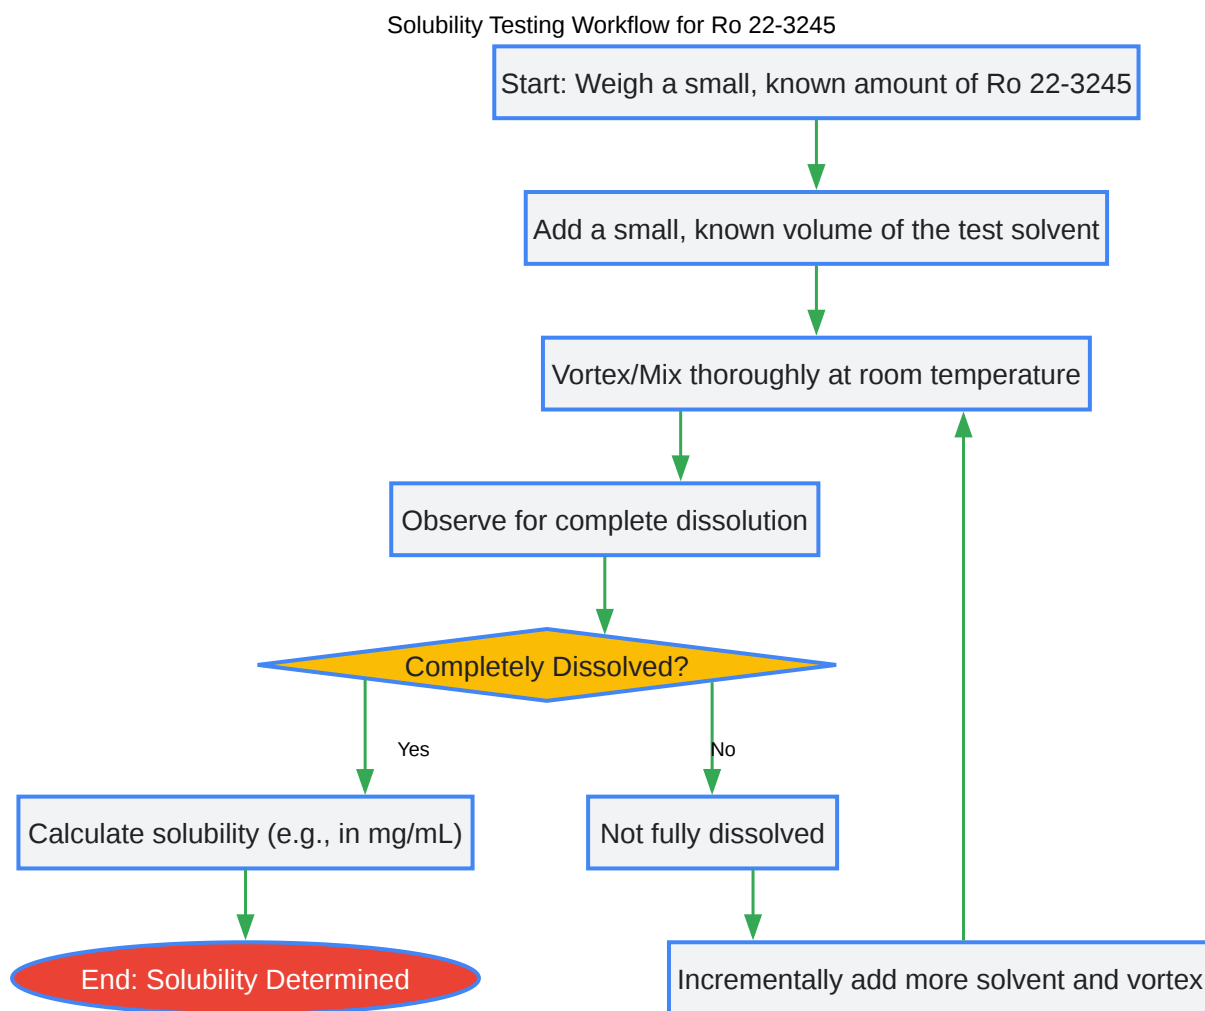 Solubility Testing Workflow for Ro 22-3245
Start: Weigh a small, known amount of Ro 22-3245
Add a small, known volume of the test solvent
Vortex/Mix thoroughly at room temperature
Observe for complete dissolution
Completely Dissolved?
Yes
No
Calculate solubility (e.g., in mg/mL)
Not fully dissolved
End: Solubility Determined
Incrementally add more solvent and vortex